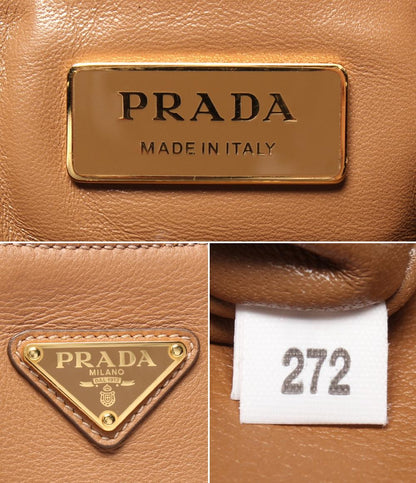 PRADA
MADE IN ITALY
PRADA
MILANO
DAL 1913
272